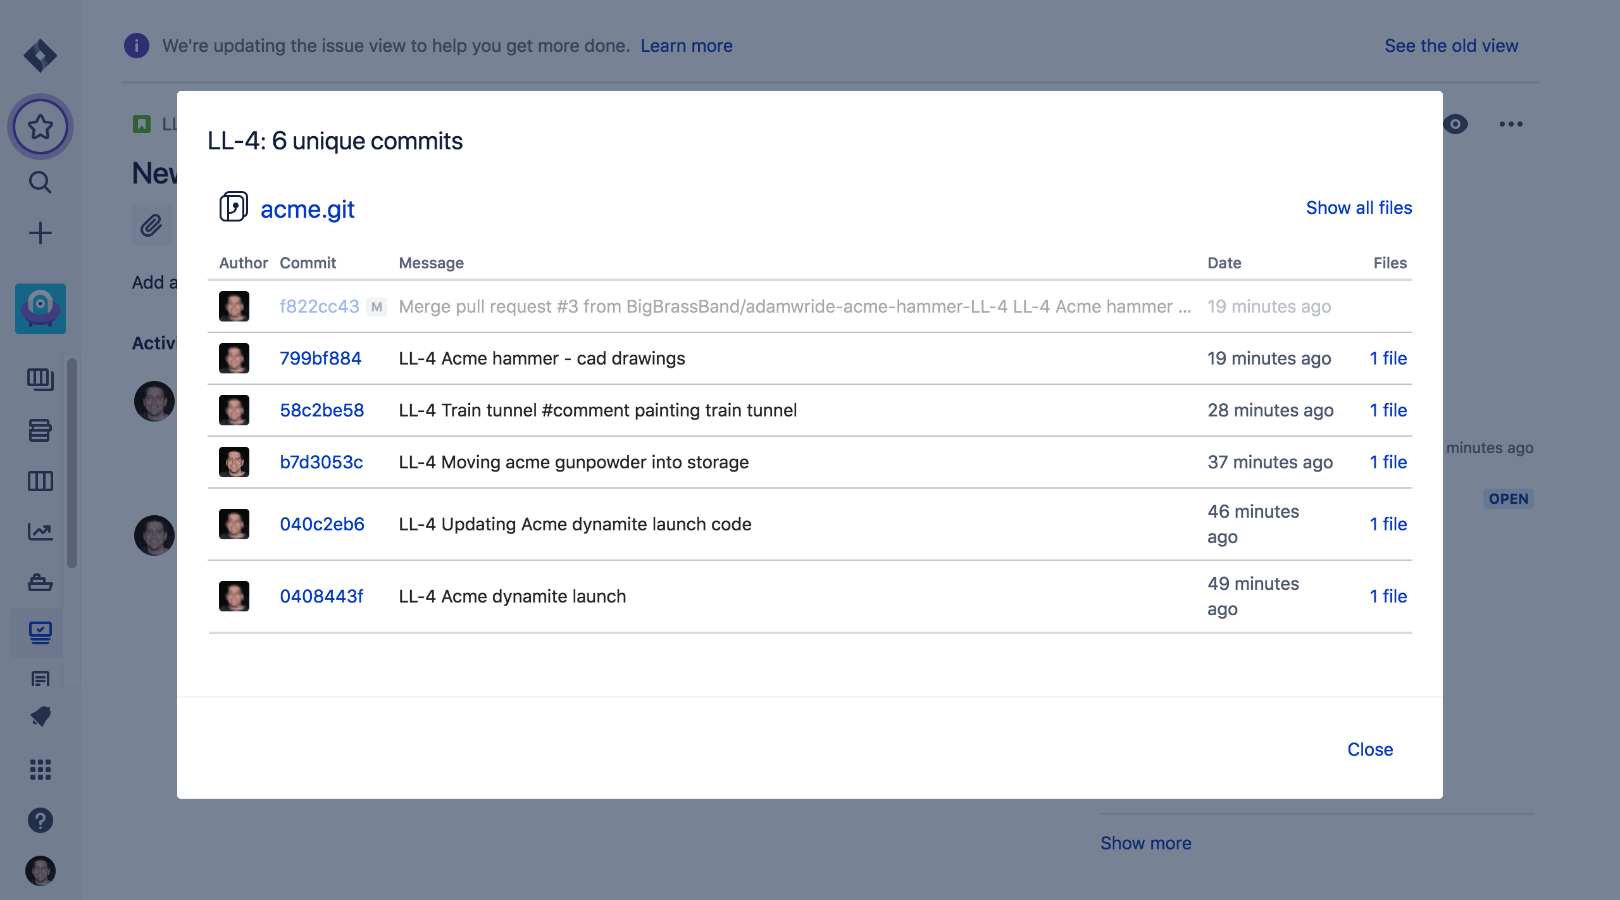 We're updating the issue view to help you get more done. Learn more
See the old view
LL
New
Add a
Activi
LL-4: 6 unique commits
acme.git
Show all files
Author Commit Message Date Files
f822cc43 M Merge pull request #3 from BigBrassBand/adamwride-acme-hammer-LL-4 LL-4 Acme hammer ... 19 minutes ago
799bf884 LL-4 Acme hammer - cad drawings 19 minutes ago 1 file
58c2be58 LL-4 Train tunnel #comment painting train tunnel 28 minutes ago 1 file
b7d3053c LL-4 Moving acme gunpowder into storage 37 minutes ago 1 file
040c2eb6 LL-4 Updating Acme dynamite launch code 46 minutes ago 1 file
0408443f LL-4 Acme dynamite launch 49 minutes ago 1 file
minutes ago
OPEN
Close
Show more